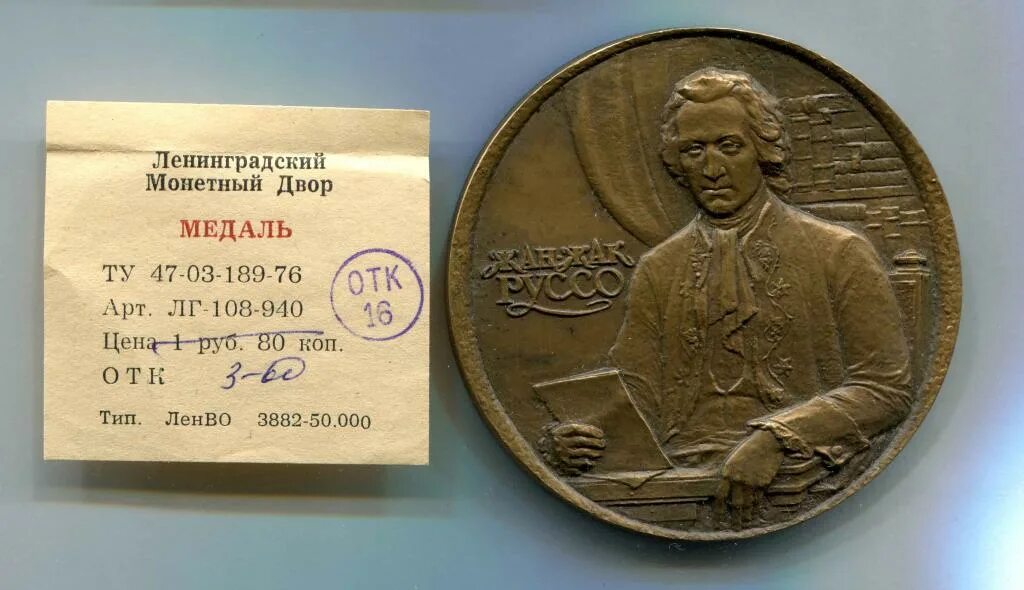 Ленинградский
Монетный Двор
МЕДАЛЬ
ТУ 47-03-189-76
Арт. ЛГ-108-940
Цена 1 руб. 80 коп.
ОТК 3-60
Тип. ЛенВО 3882-50.000
ОТК
16
ЖАН-ЖАК
РУССО